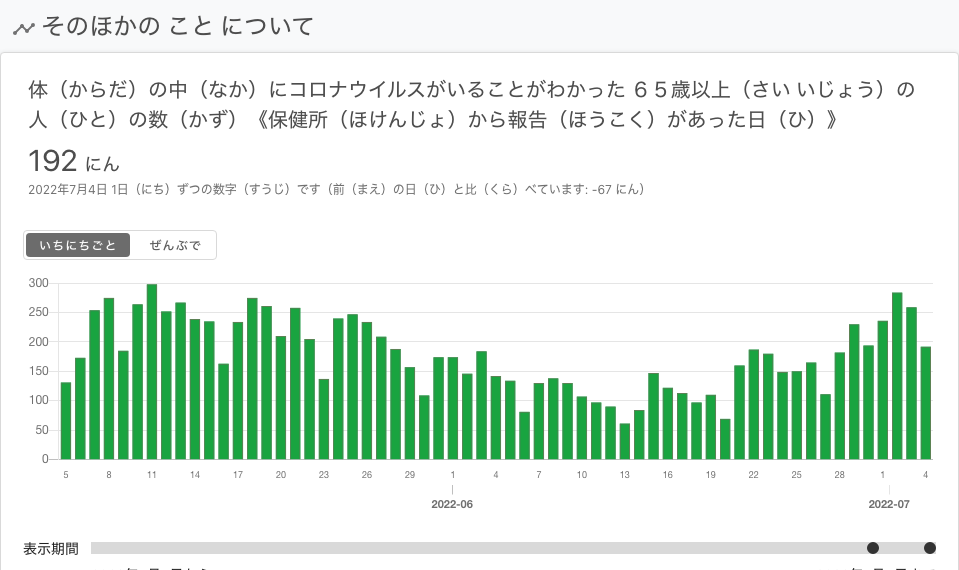 そのほかの こと について
体（からだ）の中（なか）にコロナウイルスがいることがわかった ６５歳以上（さい いじょう）の
人（ひと）の数（かず）《保健所（ほけんじょ）から報告（ほうこく）があった日（ひ）》
192 にん
2022年7月4日 1日（にち）ずつの数字（すうじ）です（前（まえ）の日（ひ）と比（くら）べています: -67 にん）
いちにちごと ぜんぶで
300
250
200
150
100
50
0
5 8 11 14 17 20 23 26 29 1 4 7 10 13 16 19 22 25 28 1 4
2022-06 2022-07
表示期間